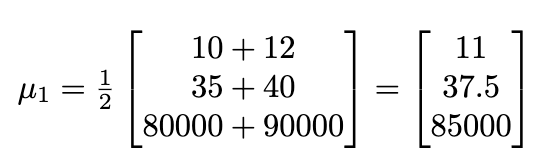 μ₁ = ½ [ 10 + 12 ; 35 + 40 ; 80000 + 90000 ] = [ 11 ; 37.5 ; 85000 ]